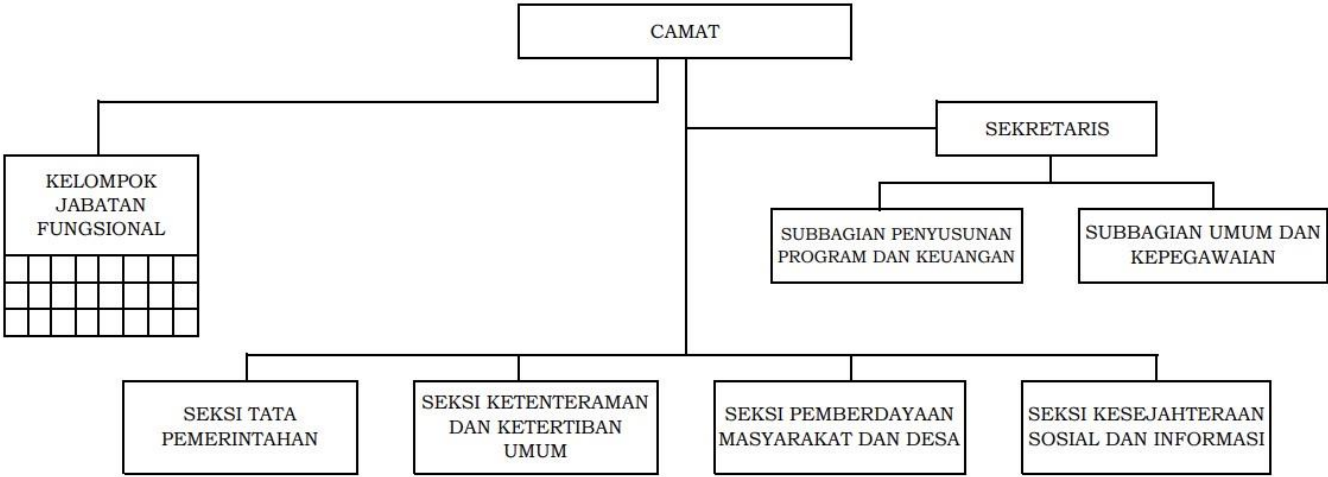 CAMAT
SEKRETARIS
KELOMPOK
JABATAN
FUNGSIONAL
SUBBAGIAN PENYUSUNAN
PROGRAM DAN KEUANGAN
SUBBAGIAN UMUM DAN
KEPEGAWAIAN
SEKSI TATA
PEMERINTAHAN
SEKSI KETENTERAMAN
DAN KETERTIBAN
UMUM
SEKSI PEMBERDAYAAN
MASYARAKAT DAN DESA
SEKSI KESEJAHTERAAN
SOSIAL DAN INFORMASI